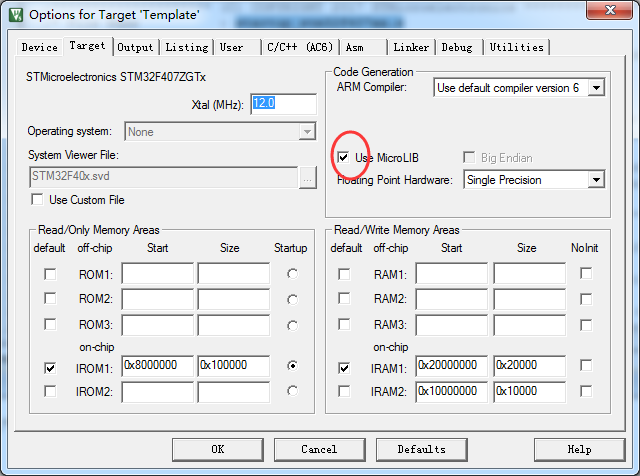 Options for Target 'Template'
Device Target Output Listing User C/C++ (AC6) Asm Linker Debug Utilities
STMicroelectronics STM32F407ZGTx
Xtal (MHz): 12.0
Operating system: None
System Viewer File:
STM32F40x.svd ...
Use Custom File
Code Generation
ARM Compiler: Use default compiler version 6
Use MicroLIB Big Endian
Floating Point Hardware: Single Precision
Read/Only Memory Areas
default off-chip Start Size Startup
ROM1:
ROM2:
ROM3:
on-chip
IROM1: 0x8000000 0x100000
IROM2:
Read/Write Memory Areas
default off-chip Start Size NoInit
RAM1:
RAM2:
RAM3:
on-chip
IRAM1: 0x20000000 0x20000
IRAM2: 0x10000000 0x10000
OK Cancel Defaults Help